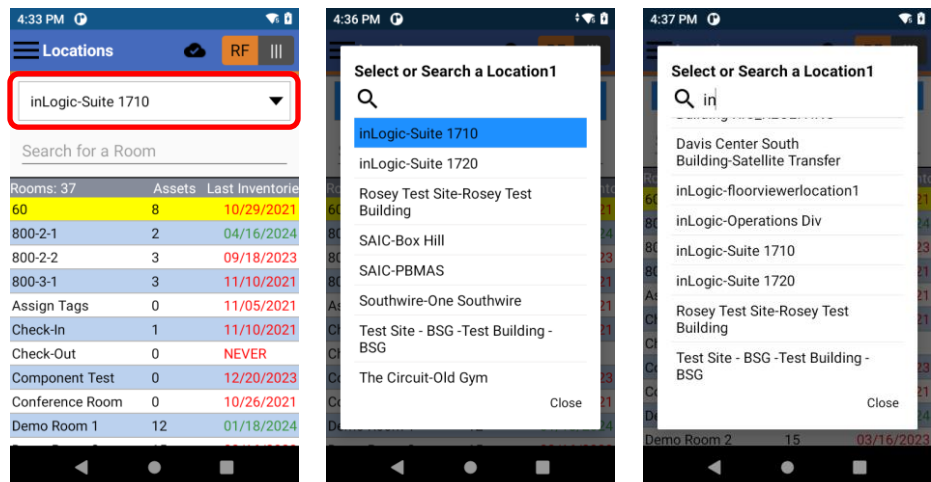 4:33 PM
Locations
RF
inLogic-Suite 1710
Search for a Room
Rooms: 37 Assets Last Inventorie
60 8 10/29/2021
800-2-1 2 04/16/2024
800-2-2 3 09/18/2023
800-3-1 3 11/10/2021
Assign Tags 0 11/05/2021
Check-In 1 11/10/2021
Check-Out 0 NEVER
Component Test 0 12/20/2023
Conference Room 0 10/26/2021
Demo Room 1 12 01/18/2024
4:36 PM
Select or Search a Location1
inLogic-Suite 1710
inLogic-Suite 1720
Rosey Test Site-Rosey Test
Building
SAIC-Box Hill
SAIC-PBMAS
Southwire-One Southwire
Test Site - BSG -Test Building -
BSG
The Circuit-Old Gym
Close
4:37 PM
Select or Search a Location1
in
Davis Center South
Building-Satellite Transfer
inLogic-floorviewerlocation1
inLogic-Operations Div
inLogic-Suite 1710
inLogic-Suite 1720
Rosey Test Site-Rosey Test
Building
Test Site - BSG -Test Building -
BSG
Close
Demo Room 2 15 03/16/2023